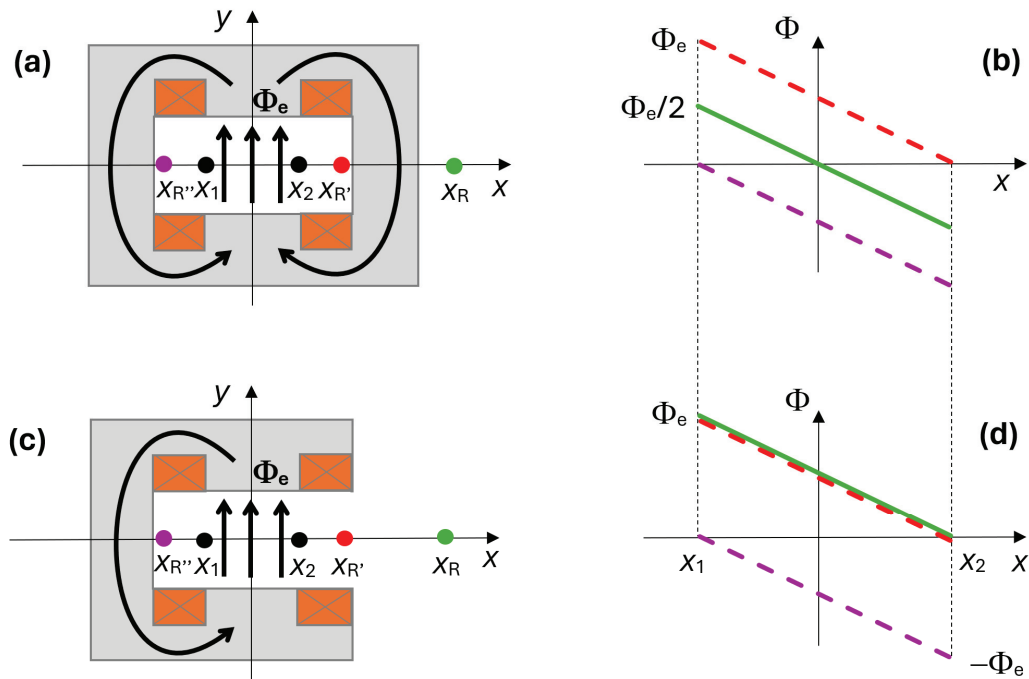 (a)
y
Φe
xR'' x1 x2 xR' xR x
Φ
(b)
Φe
Φe/2
x
(c)
y
Φe
xR'' x1 x2 xR' xR x
Φ
(d)
Φe
x1 x2 x
−Φe